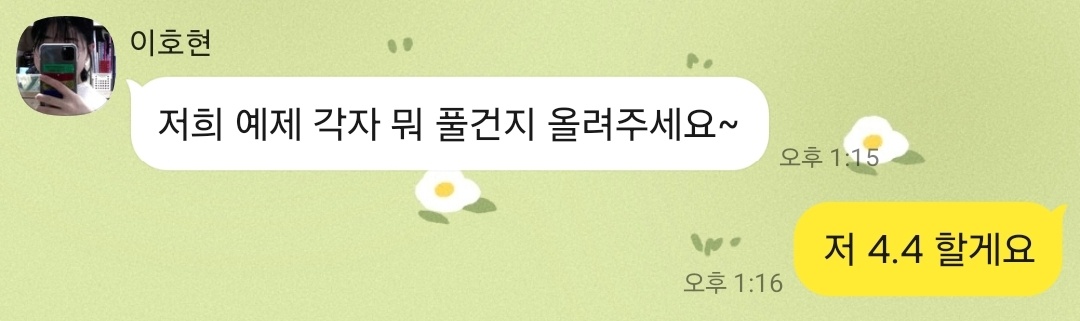 이호현
저희 예제 각자 뭐 풀건지 올려주세요~
오후 1:15
저 4.4 할게요
오후 1:16